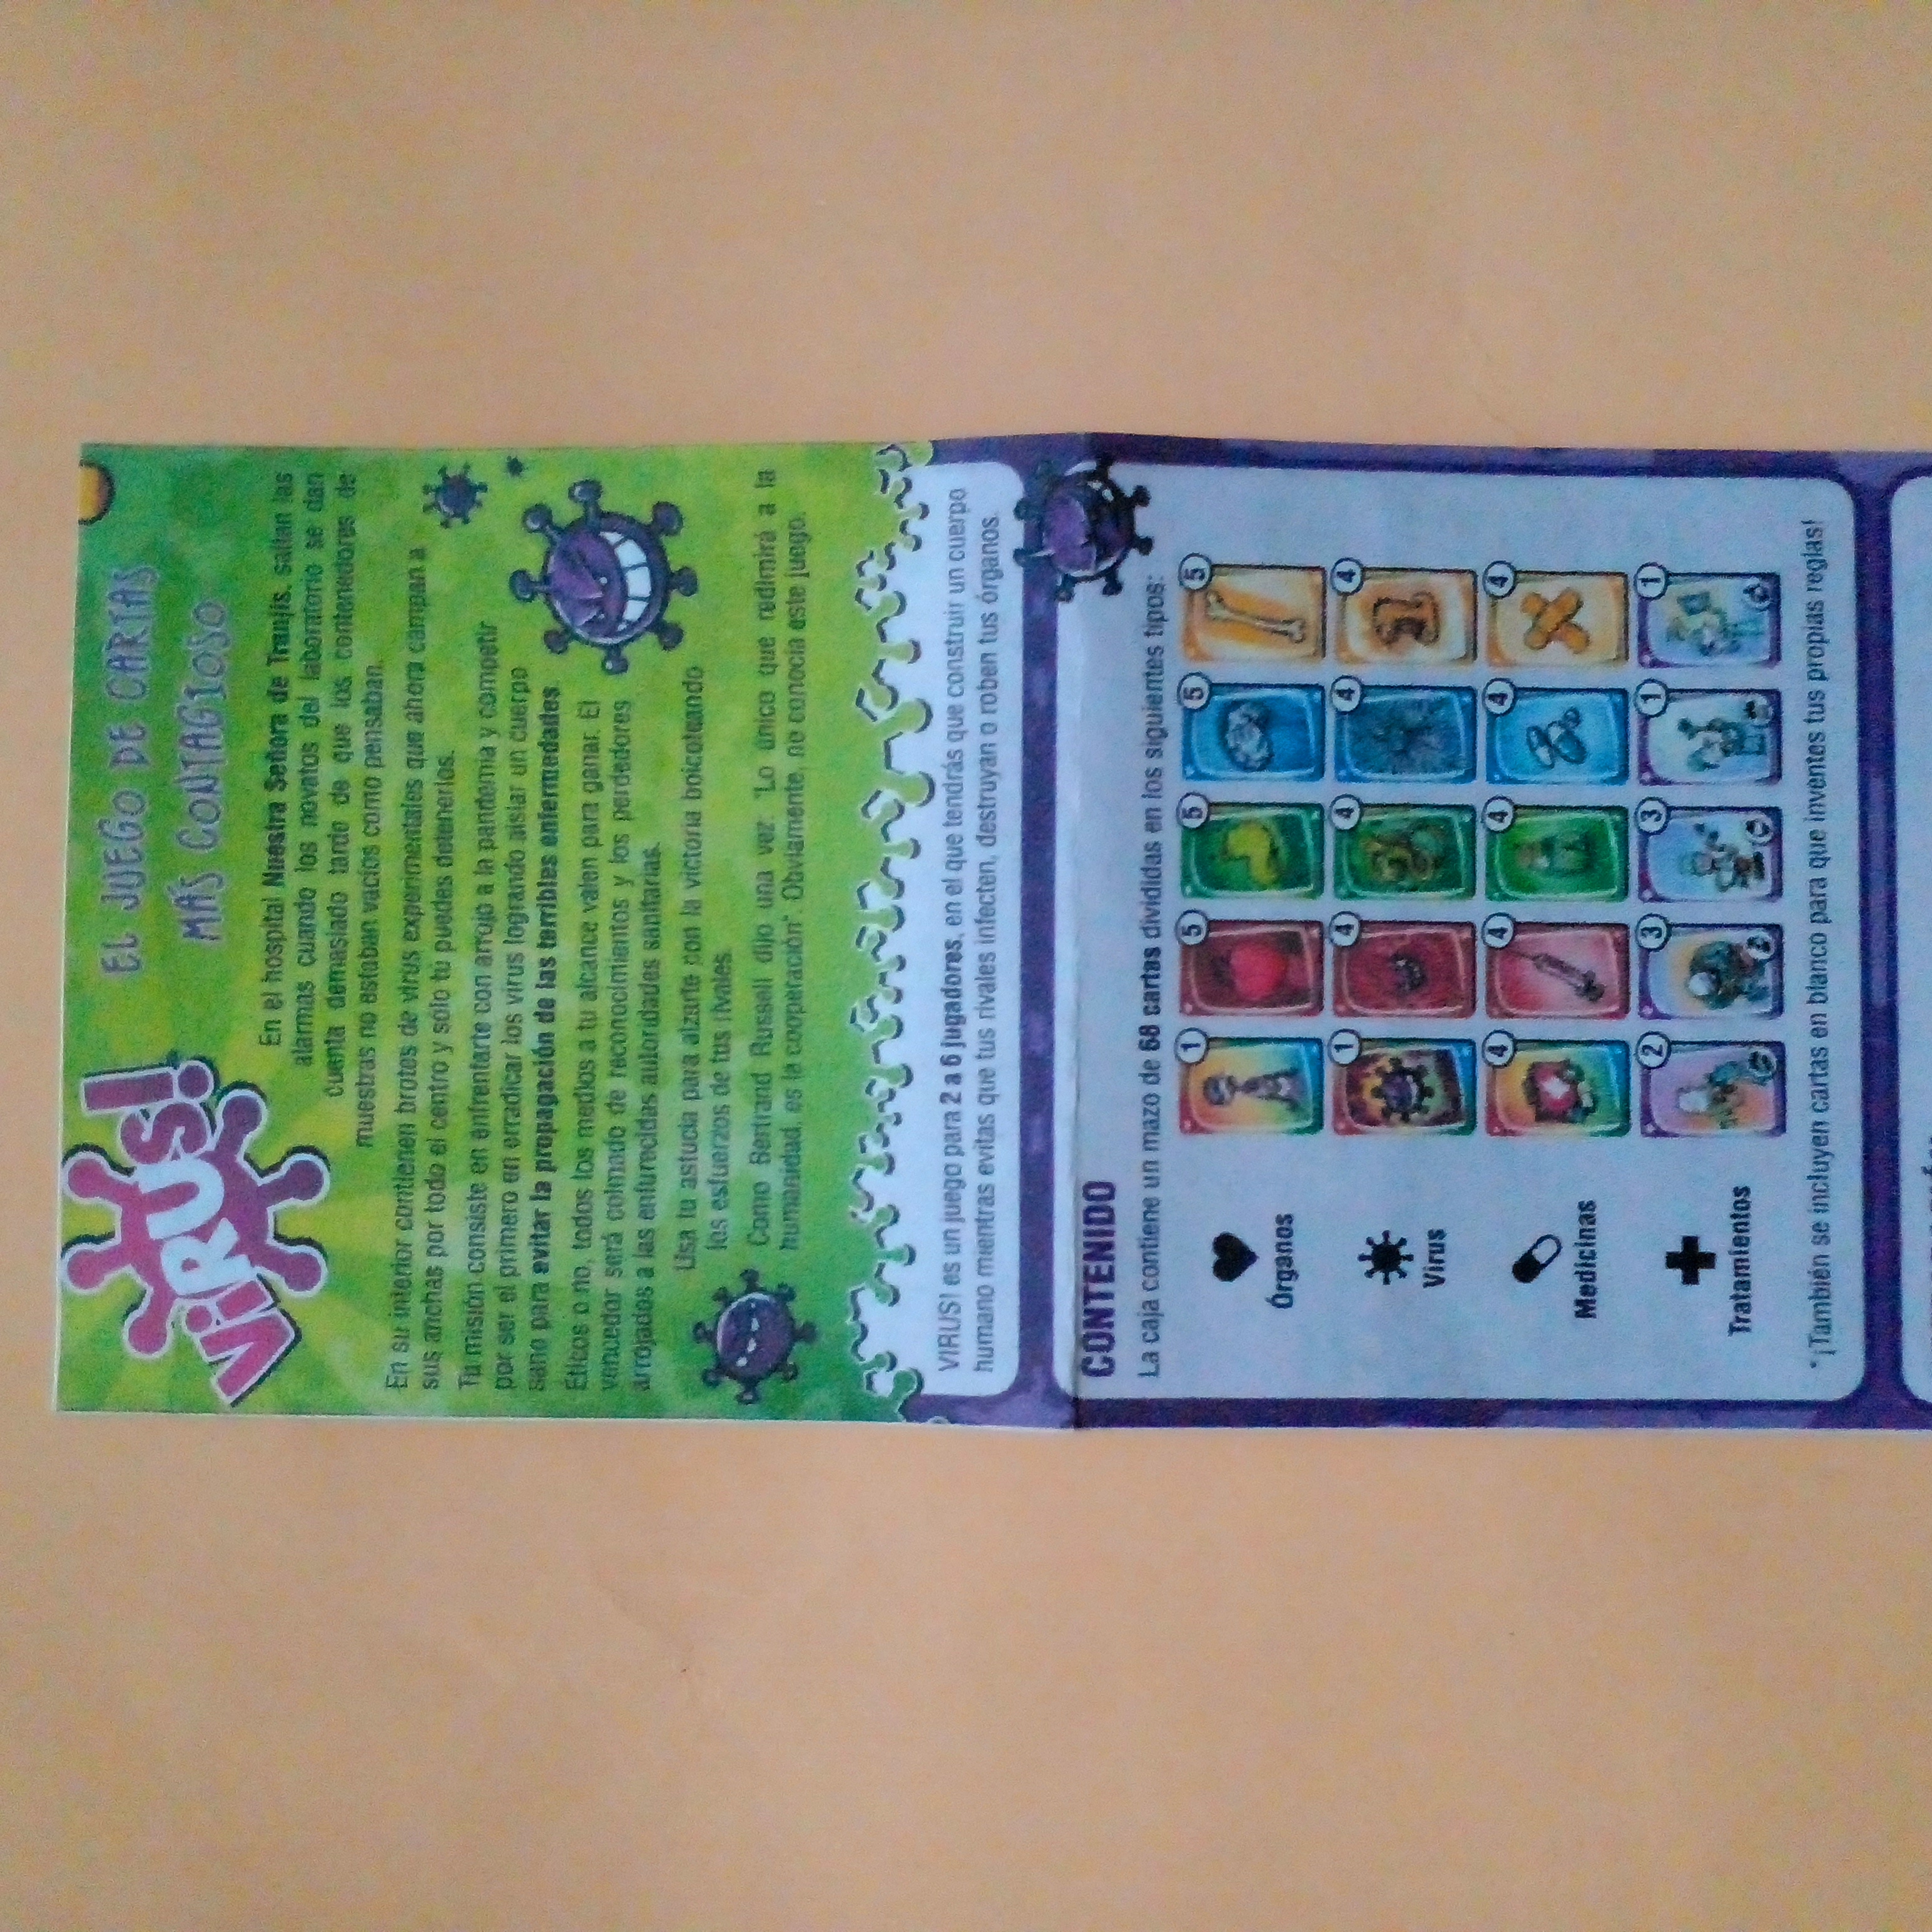 ViRUS!
EL JUEGO DE CARTAS
MÁS CONTAGIOSO
En el hospital Nuestra Señora de Tranjis, saltan las
alarmas cuando los novatos del laboratorio se dan
cuenta demasiado tarde de que los contenedores de
muestras no estaban vacíos como pensaban.
En su interior contienen brotes de virus experimentales que ahora campan a
sus anchas por todo el centro y sólo tú puedes detenerlos.
Tu misión consiste en enfrentarte con arrojo a la pandemia y competir
por ser el primero en erradicar los virus logrando aislar un cuerpo
sano para evitar la propagación de las terribles enfermedades.
Éticos o no, todos los medios a tu alcance valen para ganar. El
vencedor será colmado de reconocimientos y los perdedores
arrojados a las enfurecidas autoridades sanitarias.
Usa tu astucia para alzarte con la victoria boicoteando
los esfuerzos de tus rivales.
Como Bertrand Russell dijo una vez: "Lo único que redimirá a la
humanidad, es la cooperación". Obviamente, no conocía este juego.
VIRUS! es un juego para 2 a 6 jugadores, en el que tendrás que construir un cuerpo
humano mientras evitas que tus rivales infecten, destruyan o roben tus órganos.
CONTENIDO
La caja contiene un mazo de 68 cartas divididas en los siguientes tipos:
1 5 5 5 5
Órganos
1 4 4 4 4
Virus
4 4 4 4 4
Medicinas
2 3 3 1 1
Tratamientos
*¡También se incluyen cartas en blanco para que inventes tus propias reglas!